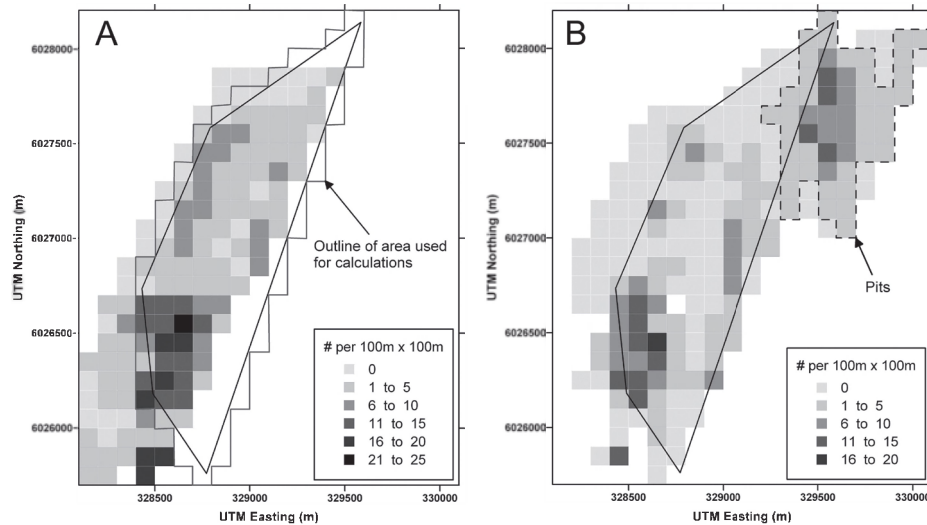 A
6028000
6027500
6027000
6026500
6026000
UTM Northing (m)
Outline of area used
for calculations
# per 100m x 100m
0
1 to 5
6 to 10
11 to 15
16 to 20
21 to 25
328500
329000
329500
330000
UTM Easting (m)
B
6028000
6027500
6027000
6026500
6026000
UTM Northing (m)
Pits
# per 100m x 100m
0
1 to 5
6 to 10
11 to 15
16 to 20
328500
329000
329500
330000
UTM Easting (m)